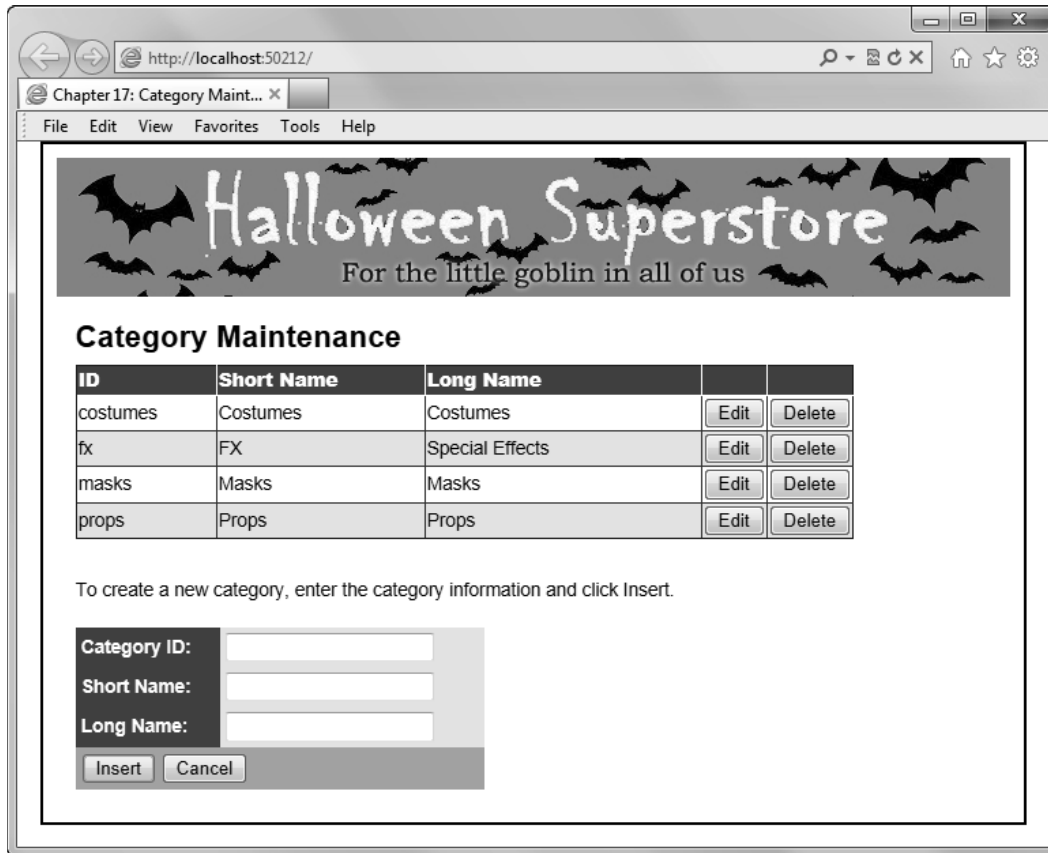 http://localhost:50212/
Chapter 17: Category Maint...
File Edit View Favorites Tools Help
Halloween Superstore
For the little goblin in all of us
Category Maintenance
ID Short Name Long Name
costumes Costumes Costumes Edit Delete
fx FX Special Effects Edit Delete
masks Masks Masks Edit Delete
props Props Props Edit Delete
To create a new category, enter the category information and click Insert.
Category ID:
Short Name:
Long Name:
Insert Cancel